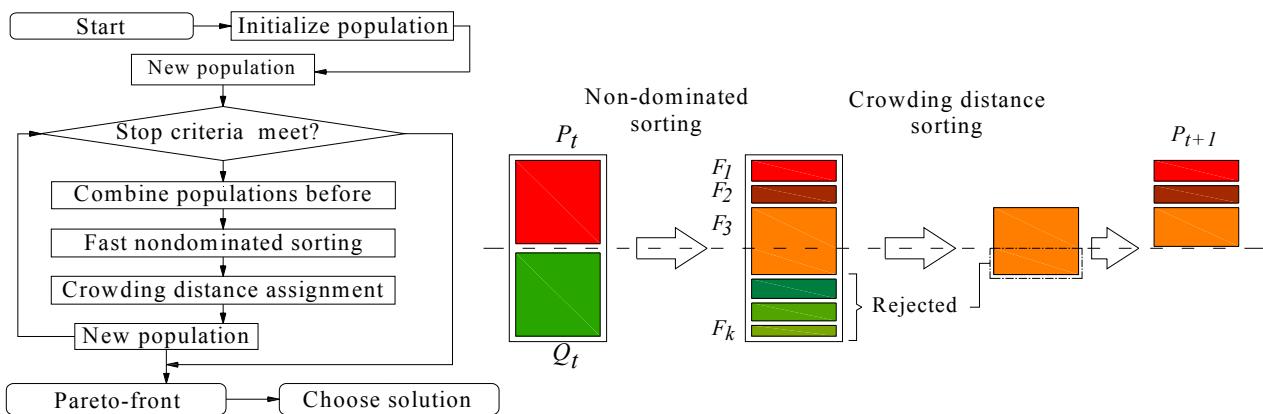 Start
Initialize population
New population
Stop criteria meet?
Combine populations before
Fast nondominated sorting
Crowding distance assignment
New population
Pareto-front
Choose solution
Non-dominated
sorting
Crowding distance
sorting
P_t
Q_t
F_1
F_2
F_3
F_k
Rejected
P_{t+1}